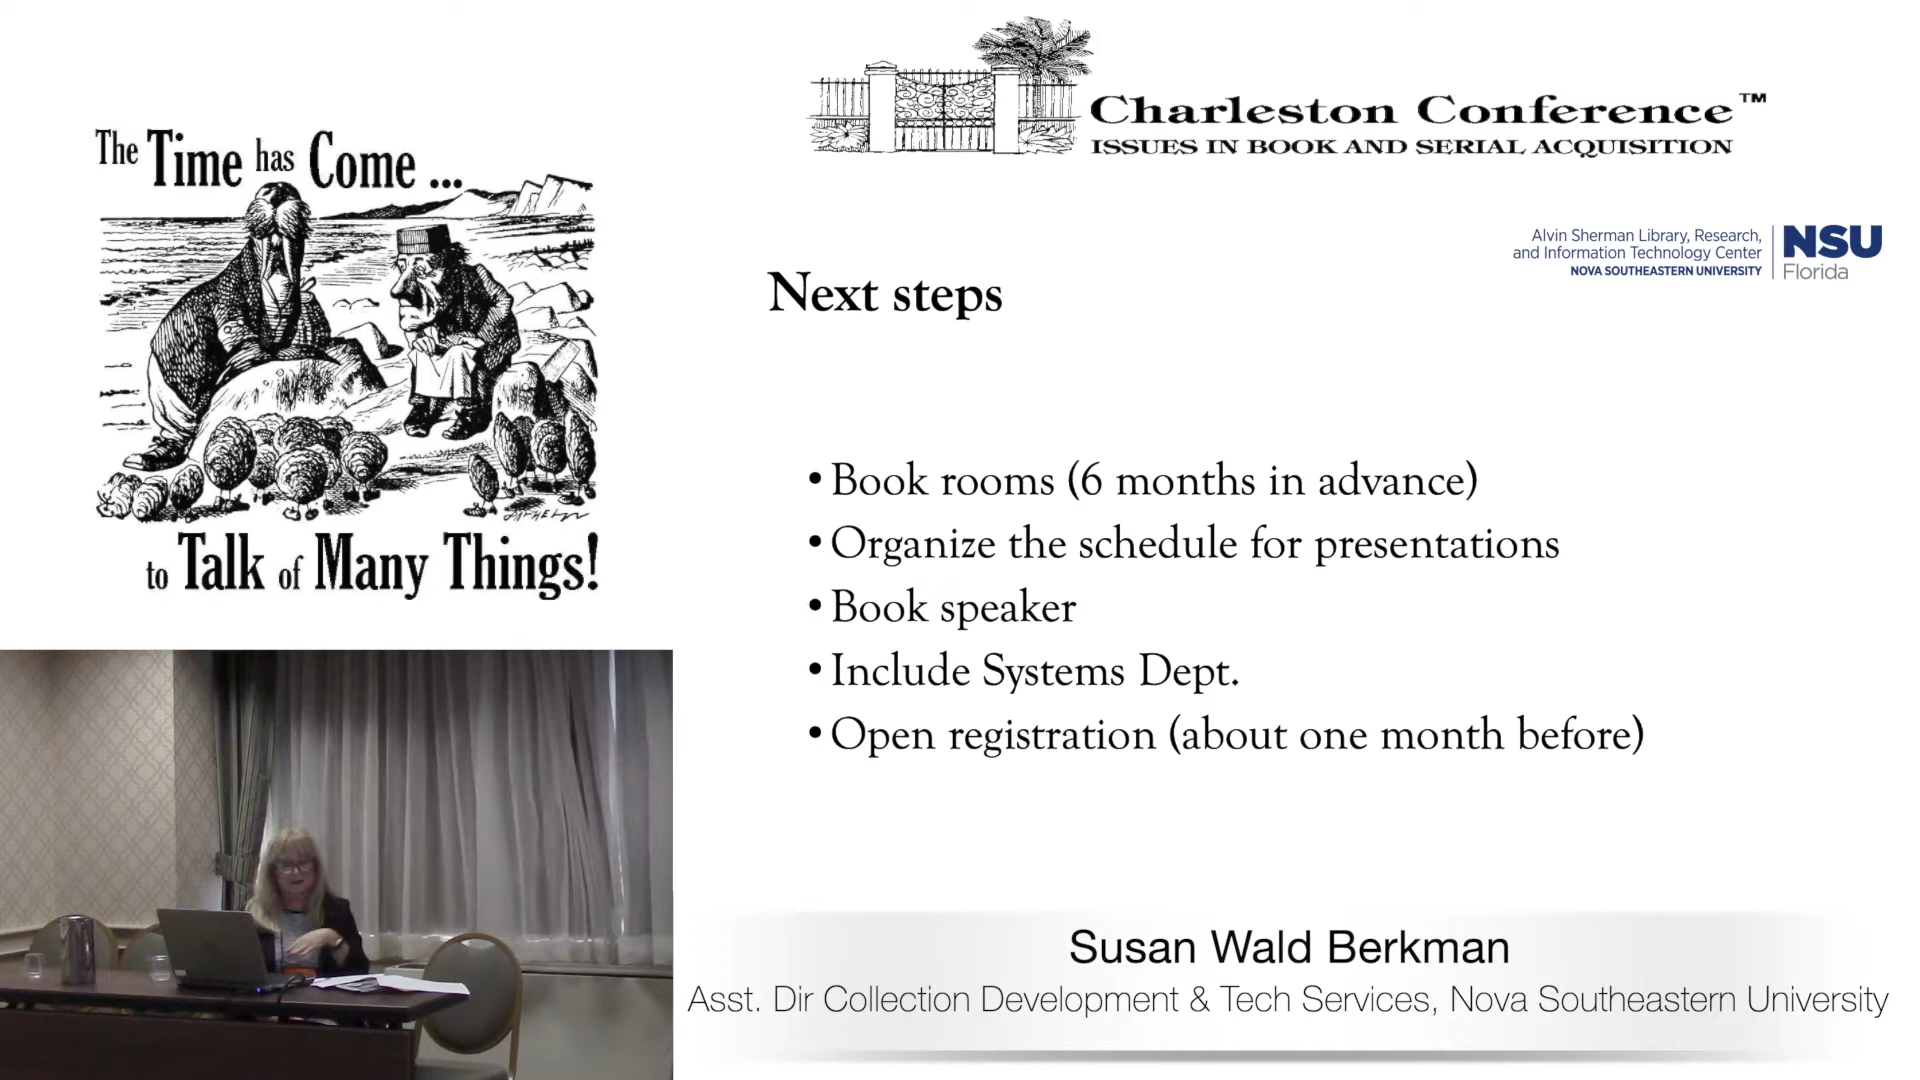 The Time has Come ...
to Talk of Many Things!
Charleston Conference™
ISSUES IN BOOK AND SERIAL ACQUISITION
Alvin Sherman Library, Research,
and Information Technology Center
NOVA SOUTHEASTERN UNIVERSITY
NSU
Florida
Next steps
• Book rooms (6 months in advance)
• Organize the schedule for presentations
• Book speaker
• Include Systems Dept.
• Open registration (about one month before)
Susan Wald Berkman
Asst. Dir Collection Development & Tech Services, Nova Southeastern University